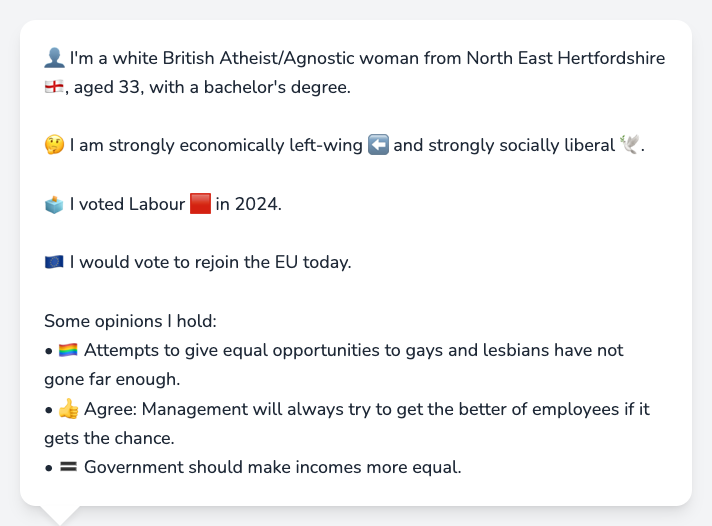 👤 I'm a white British Atheist/Agnostic woman from North East Hertfordshire
🏴󠁧󠁢󠁥󠁮󠁧󠁿, aged 33, with a bachelor's degree.
🤔 I am strongly economically left-wing ⬅️ and strongly socially liberal 🕊️.
🗳️ I voted Labour 🟥 in 2024.
🇪🇺 I would vote to rejoin the EU today.
Some opinions I hold:
• 🏳️‍🌈 Attempts to give equal opportunities to gays and lesbians have not
gone far enough.
• 👍 Agree: Management will always try to get the better of employees if it
gets the chance.
• 🟰 Government should make incomes more equal.